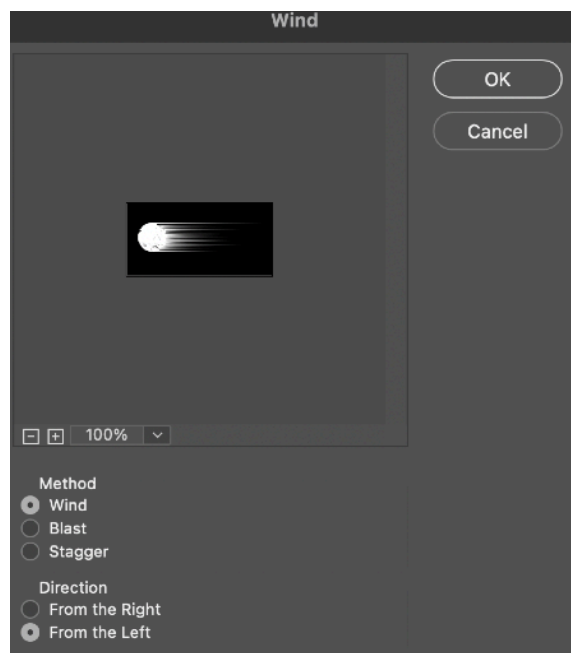 Wind
OK
Cancel
100%
Method
Wind
Blast
Stagger
Direction
From the Right
From the Left